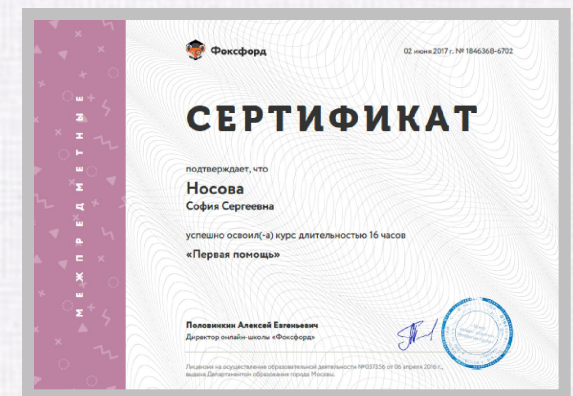 МЕЖПРЕДМЕТНЫЕ
Фоксфорд
02 июня 2017 г. № 1846368-6702
СЕРТИФИКАТ
подтверждает, что
Носова
София Сергеевна
успешно освоил(-а) курс длительностью 16 часов
«Первая помощь»
Половинкин Алексей Евгеньевич
Директор онлайн-школы «Фоксфорд»
Лицензия на осуществление образовательной деятельности №037356 от 06 апреля 2016 г.,
выдана Департаментом образования города Москвы.